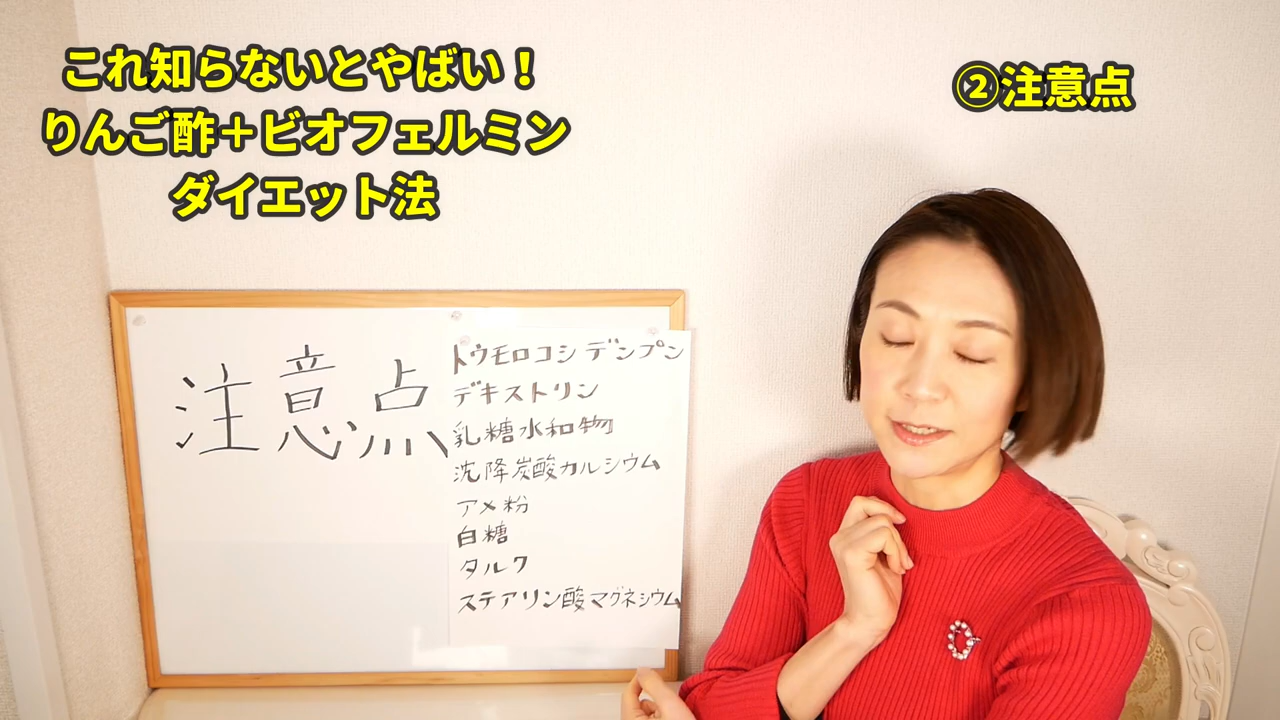 これ知らないとやばい！
りんご酢＋ビオフェルミン
ダイエット法
②注意点
注意点
トウモロコシデンプン
デキストリン
乳糖水和物
沈降炭酸カルシウム
アメ粉
白糖
タルク
ステアリン酸マグネシウム